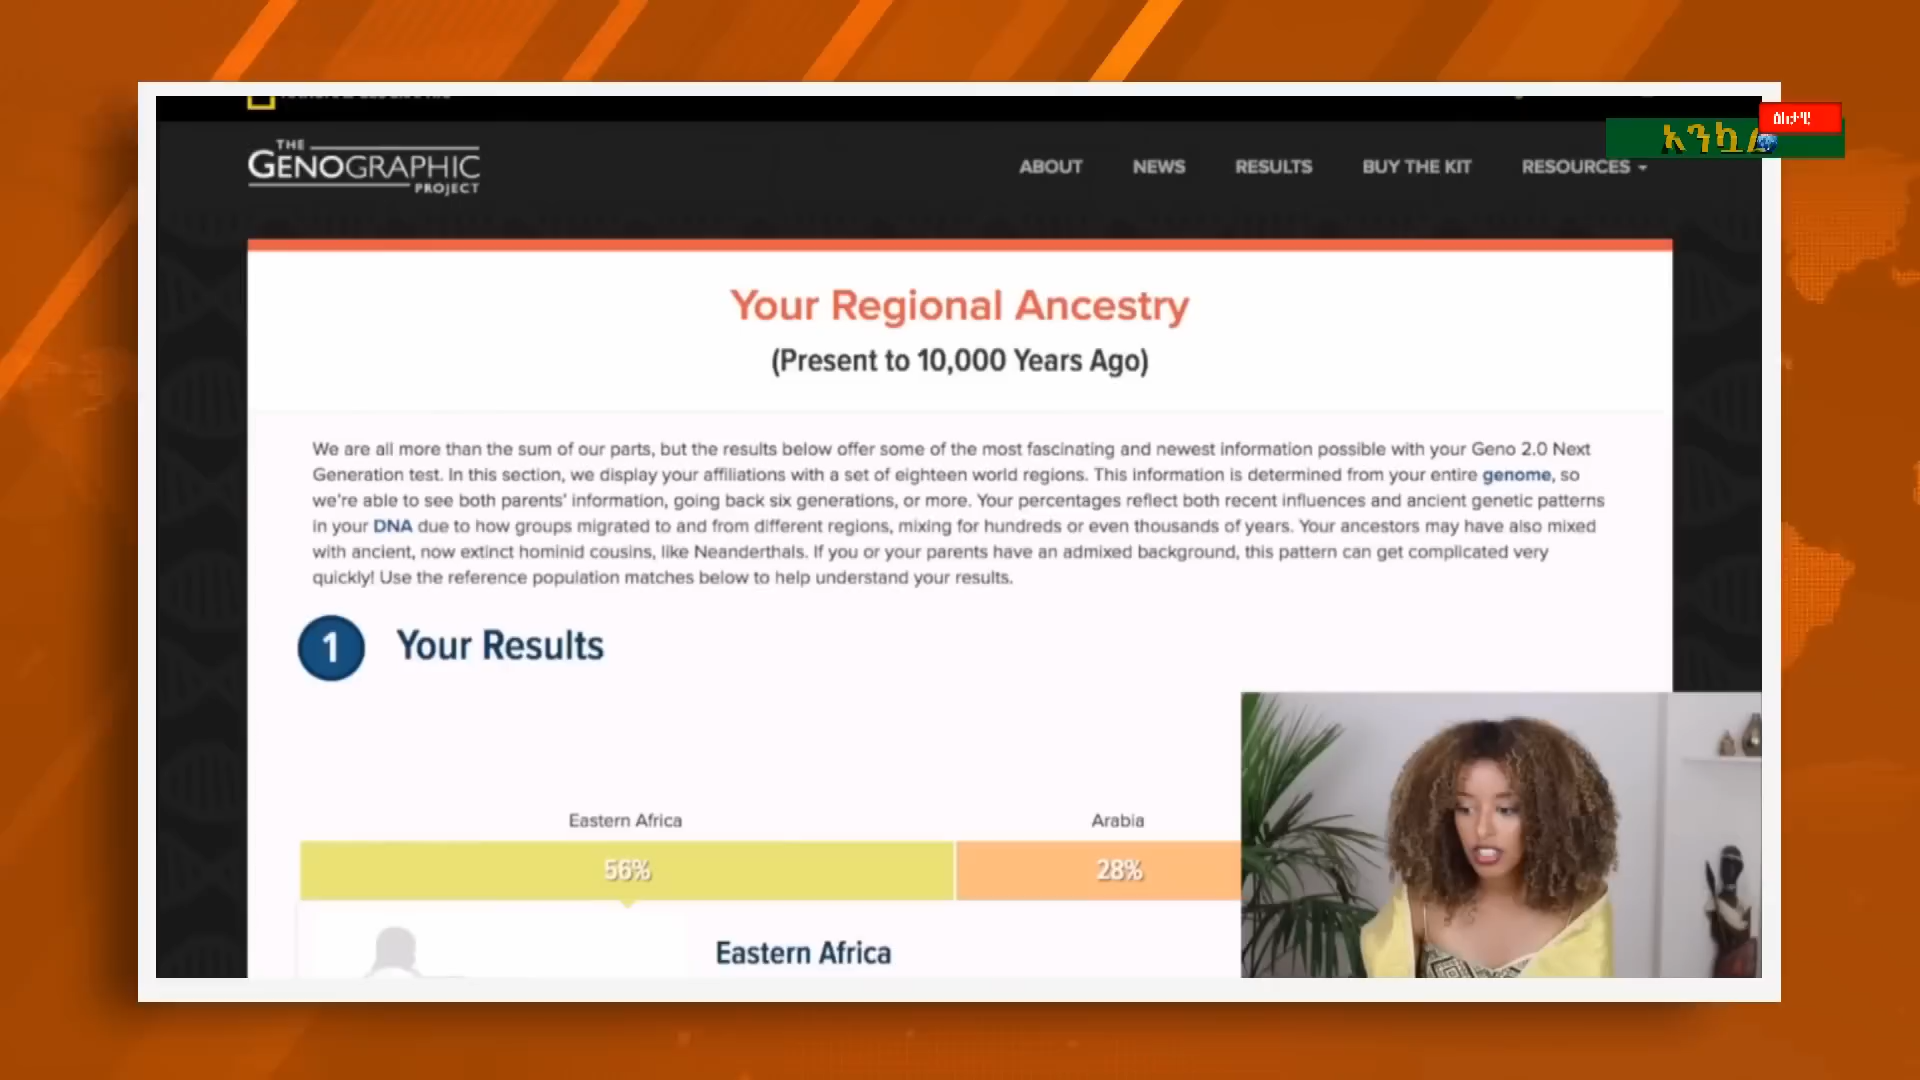 ዕለታዊ
አንኳር
THE
GENOGRAPHIC
PROJECT
ABOUT NEWS RESULTS BUY THE KIT RESOURCES
Your Regional Ancestry
(Present to 10,000 Years Ago)
We are all more than the sum of our parts, but the results below offer some of the most fascinating and newest information possible with your Geno 2.0 Next
Generation test. In this section, we display your affiliations with a set of eighteen world regions. This information is determined from your entire genome, so
we're able to see both parents' information, going back six generations, or more. Your percentages reflect both recent influences and ancient genetic patterns
in your DNA due to how groups migrated to and from different regions, mixing for hundreds or even thousands of years. Your ancestors may have also mixed
with ancient, now extinct hominid cousins, like Neanderthals. If you or your parents have an admixed background, this pattern can get complicated very
quickly! Use the reference population matches below to help understand your results.
1 Your Results
Eastern Africa Arabia
56% 28%
Eastern Africa